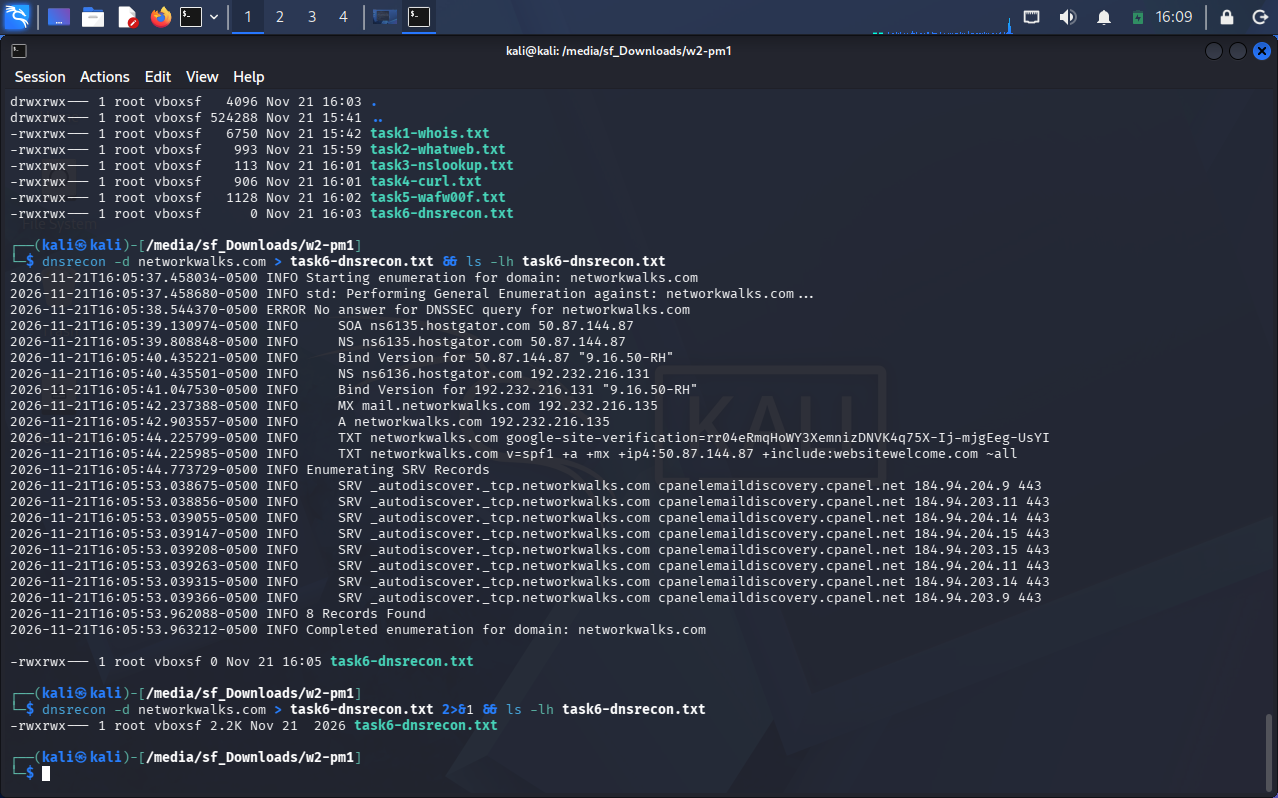 1 2 3 4 16:09
kali@kali: /media/sf_Downloads/w2-pm1
Session Actions Edit View Help
drwxrwx--- 1 root vboxsf 4096 Nov 21 16:03 .
drwxrwx--- 1 root vboxsf 524288 Nov 21 15:41 ..
-rwxrwx--- 1 root vboxsf 6750 Nov 21 15:42 task1-whois.txt
-rwxrwx--- 1 root vboxsf 993 Nov 21 15:59 task2-whatweb.txt
-rwxrwx--- 1 root vboxsf 113 Nov 21 16:01 task3-nslookup.txt
-rwxrwx--- 1 root vboxsf 906 Nov 21 16:01 task4-curl.txt
-rwxrwx--- 1 root vboxsf 1128 Nov 21 16:02 task5-wafw00f.txt
-rwxrwx--- 1 root vboxsf 0 Nov 21 16:03 task6-dnsrecon.txt
File System
┌──(kali㉿kali)-[/media/sf_Downloads/w2-pm1]
└─$ dnsrecon -d networkwalks.com > task6-dnsrecon.txt && ls -lh task6-dnsrecon.txt
2026-11-21T16:05:37.458034-0500 INFO Starting enumeration for domain: networkwalks.com
2026-11-21T16:05:37.458680-0500 INFO std: Performing General Enumeration against: networkwalks.com...
2026-11-21T16:05:38.544370-0500 ERROR No answer for DNSSEC query for networkwalks.com
2026-11-21T16:05:39.130974-0500 INFO SOA ns6135.hostgator.com 50.87.144.87
2026-11-21T16:05:39.808848-0500 INFO NS ns6135.hostgator.com 50.87.144.87
2026-11-21T16:05:40.435221-0500 INFO Bind Version for 50.87.144.87 "9.16.50-RH"
2026-11-21T16:05:40.435501-0500 INFO NS ns6136.hostgator.com 192.232.216.131
2026-11-21T16:05:41.047530-0500 INFO Bind Version for 192.232.216.131 "9.16.50-RH"
2026-11-21T16:05:42.237388-0500 INFO MX mail.networkwalks.com 192.232.216.135
2026-11-21T16:05:42.903557-0500 INFO A networkwalks.com 192.232.216.135
2026-11-21T16:05:44.225799-0500 INFO TXT networkwalks.com google-site-verification=rr04eRmqHoWY3XemnizDNVK4q75X-Ij-mjgEeg-UsYI
2026-11-21T16:05:44.225985-0500 INFO TXT networkwalks.com v=spf1 +a +mx +ip4:50.87.144.87 +include:websitewelcome.com ~all
2026-11-21T16:05:44.773729-0500 INFO Enumerating SRV Records
2026-11-21T16:05:53.038675-0500 INFO SRV _autodiscover._tcp.networkwalks.com cpanelemaildiscovery.cpanel.net 184.94.204.9 443
2026-11-21T16:05:53.038856-0500 INFO SRV _autodiscover._tcp.networkwalks.com cpanelemaildiscovery.cpanel.net 184.94.203.11 443
2026-11-21T16:05:53.039055-0500 INFO SRV _autodiscover._tcp.networkwalks.com cpanelemaildiscovery.cpanel.net 184.94.204.14 443
2026-11-21T16:05:53.039147-0500 INFO SRV _autodiscover._tcp.networkwalks.com cpanelemaildiscovery.cpanel.net 184.94.204.15 443
2026-11-21T16:05:53.039208-0500 INFO SRV _autodiscover._tcp.networkwalks.com cpanelemaildiscovery.cpanel.net 184.94.203.15 443
2026-11-21T16:05:53.039263-0500 INFO SRV _autodiscover._tcp.networkwalks.com cpanelemaildiscovery.cpanel.net 184.94.204.11 443
2026-11-21T16:05:53.039315-0500 INFO SRV _autodiscover._tcp.networkwalks.com cpanelemaildiscovery.cpanel.net 184.94.203.14 443
2026-11-21T16:05:53.039366-0500 INFO SRV _autodiscover._tcp.networkwalks.com cpanelemaildiscovery.cpanel.net 184.94.203.9 443
2026-11-21T16:05:53.962088-0500 INFO 8 Records Found
2026-11-21T16:05:53.963212-0500 INFO Completed enumeration for domain: networkwalks.com
KALI
-rwxrwx--- 1 root vboxsf 0 Nov 21 16:05 task6-dnsrecon.txt
┌──(kali㉿kali)-[/media/sf_Downloads/w2-pm1]
└─$ dnsrecon -d networkwalks.com > task6-dnsrecon.txt 2>&1 && ls -lh task6-dnsrecon.txt
-rwxrwx--- 1 root vboxsf 2.2K Nov 21 2026 task6-dnsrecon.txt
┌──(kali㉿kali)-[/media/sf_Downloads/w2-pm1]
└─$